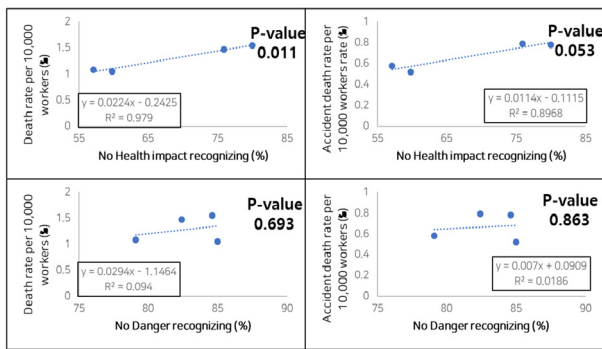 Death rate per 10,000
workers (‱)
2
1.5
1
0.5
0
P-value
0.011
y = 0.0224x - 0.2425
R² = 0.979
55
65
75
85
No Health impact recognizing (%)
Accident death rate per
10,000 workers rate (‱)
1
0.8
0.6
0.4
0.2
0
P-value
0.053
y = 0.0114x - 0.1115
R² = 0.8968
55
65
75
85
No Health impact recognizing (%)
Death rate per 10,000
workers (‱)
2
1.5
1
0.5
0
P-value
0.693
y = 0.0294x - 1.1464
R² = 0.094
75
80
85
90
No Danger recognizing (%)
Accident death rate per
10,000 workers (‱)
1
0.8
0.6
0.4
0.2
0
P-value
0.863
y = 0.007x + 0.0909
R² = 0.0186
75
80
85
90
No Danger recognizing (%)